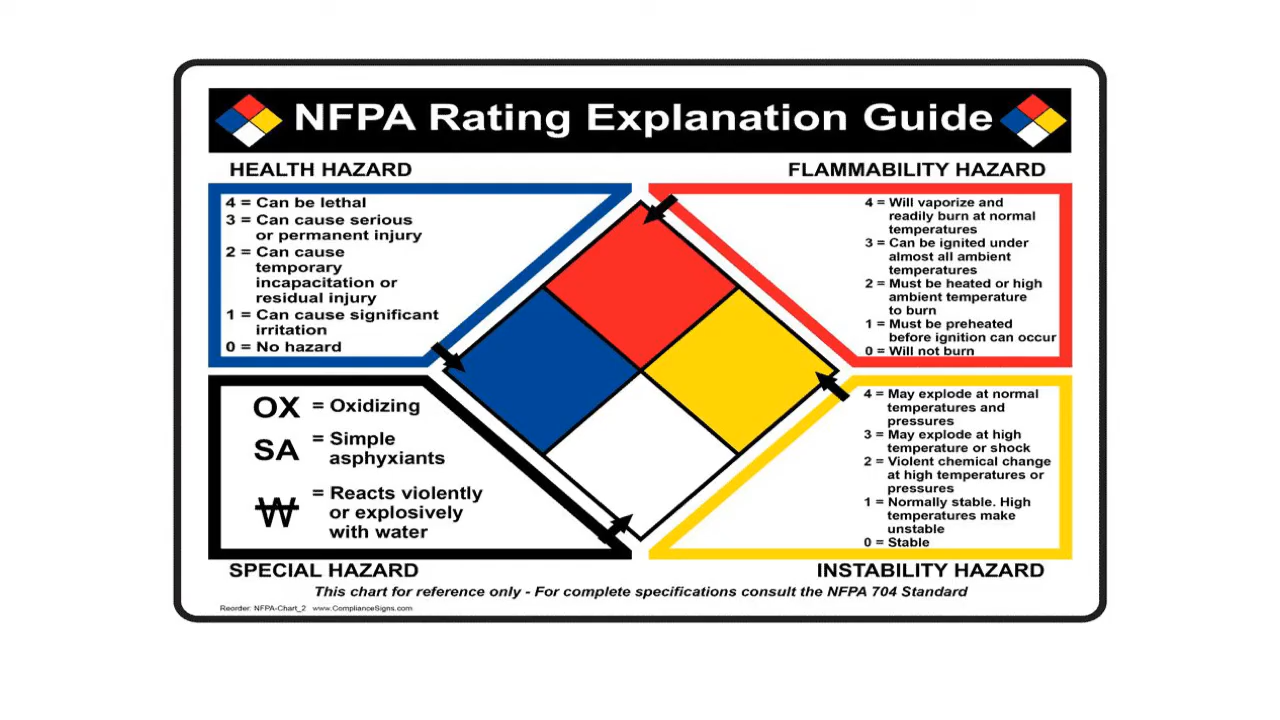 NFPA Rating Explanation Guide
HEALTH HAZARD
4 = Can be lethal
3 = Can cause serious
or permanent injury
2 = Can cause
temporary
incapacitation or
residual injury
1 = Can cause significant
irritation
0 = No hazard
FLAMMABILITY HAZARD
4 = Will vaporize and
readily burn at normal
temperatures
3 = Can be ignited under
almost all ambient
temperatures
2 = Must be heated or high
ambient temperature
to burn
1 = Must be preheated
before ignition can occur
0 = Will not burn
OX = Oxidizing
SA = Simple
asphyxiants
W = Reacts violently
or explosively
with water
SPECIAL HAZARD
4 = May explode at normal
temperatures and
pressures
3 = May explode at high
temperature or shock
2 = Violent chemical change
at high temperatures or
pressures
1 = Normally stable. High
temperatures make
unstable
0 = Stable
INSTABILITY HAZARD
This chart for reference only - For complete specifications consult the NFPA 704 Standard
Reorder: NFPA-Chart_2 www.ComplianceSigns.com